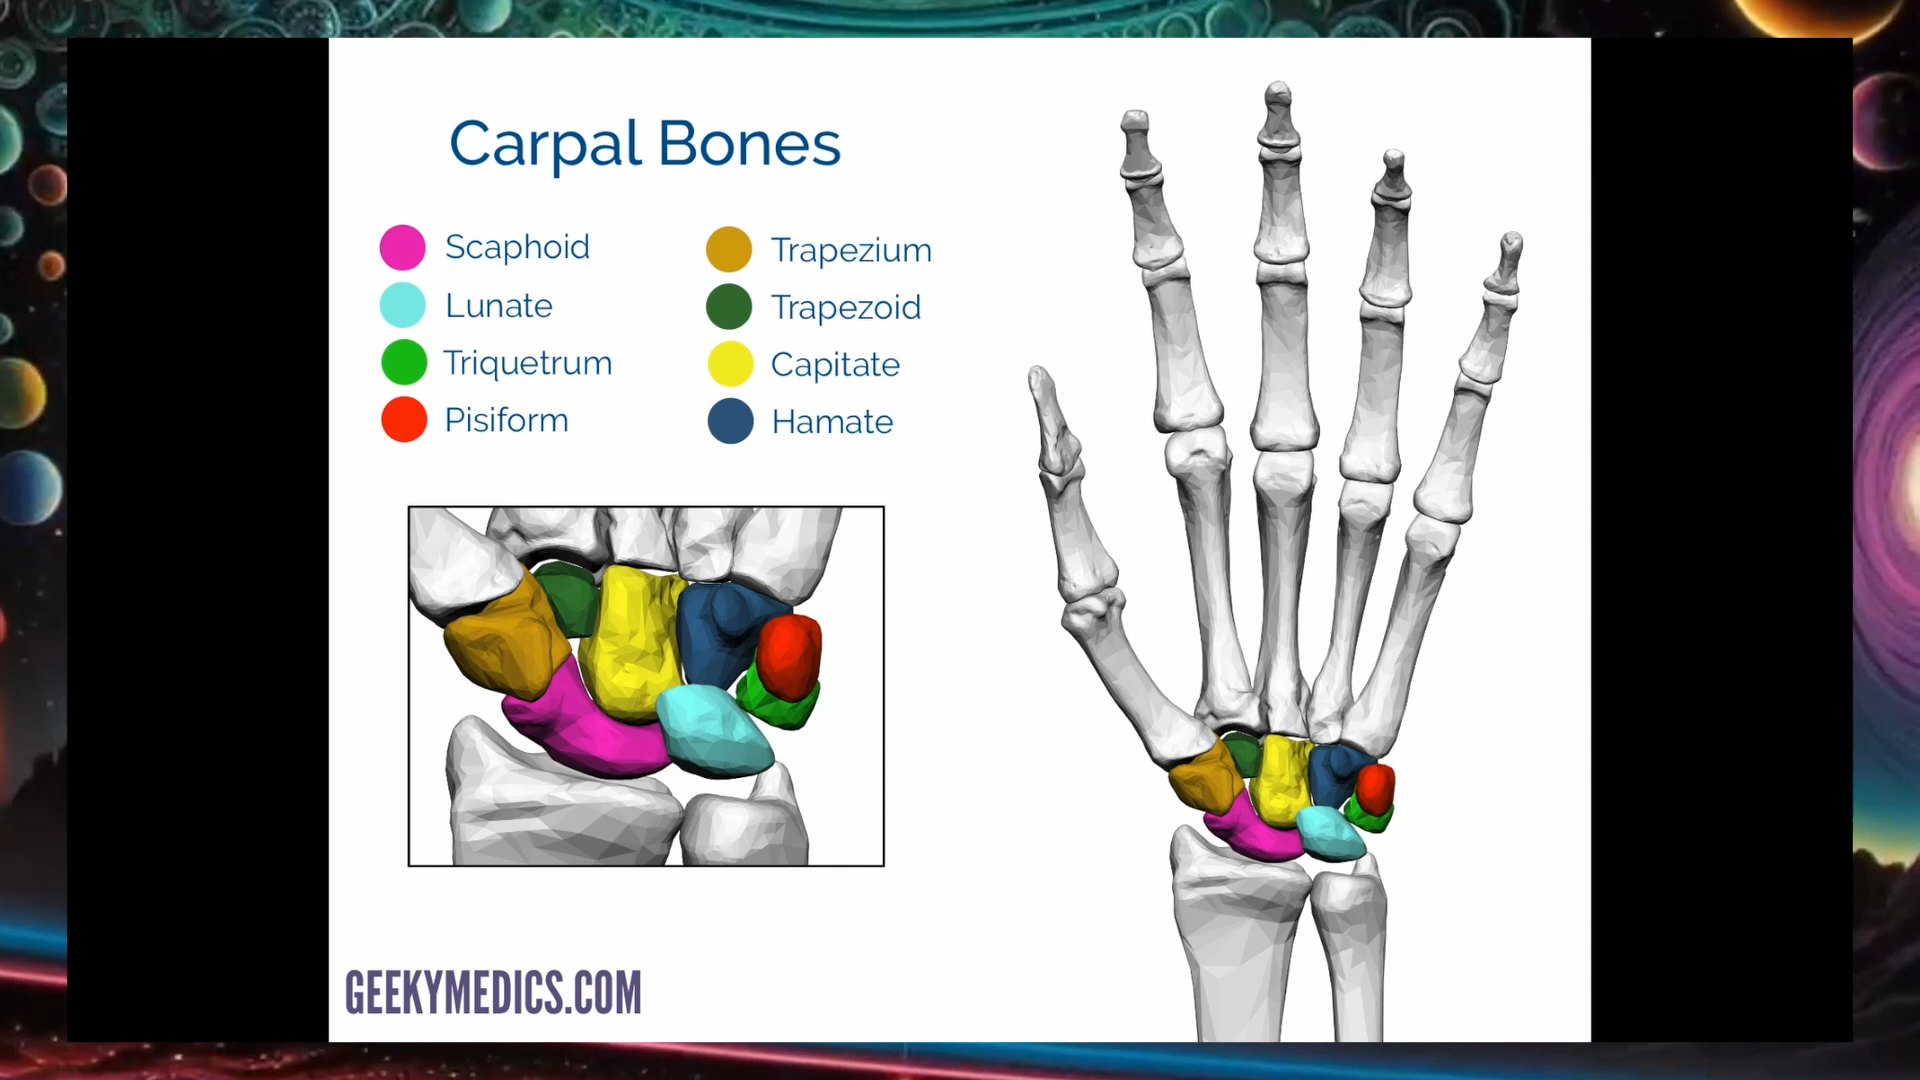 Carpal Bones
Scaphoid
Lunate
Triquetrum
Pisiform
Trapezium
Trapezoid
Capitate
Hamate
GEEKYMEDICS.COM